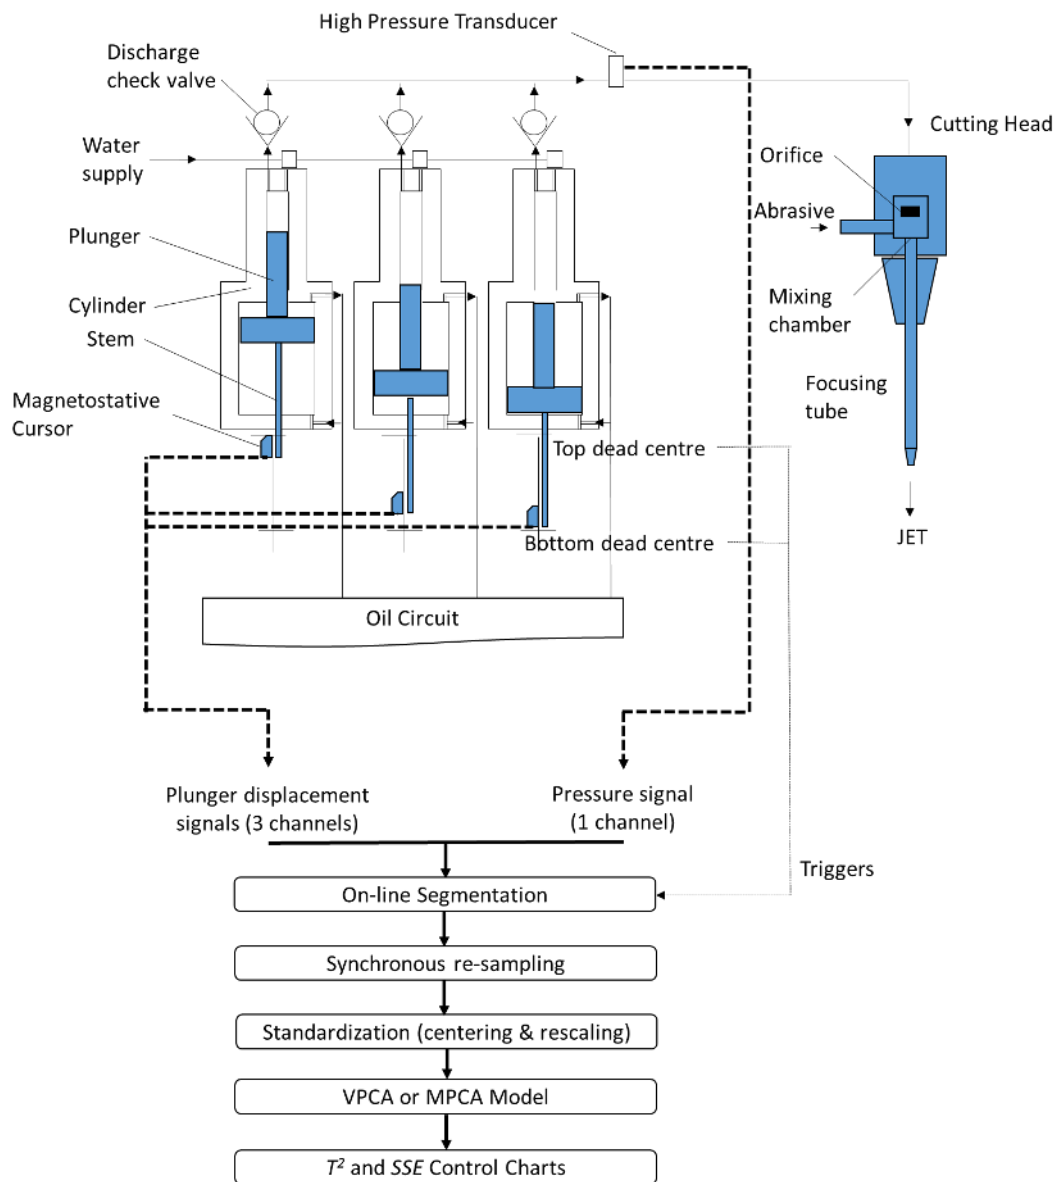 High Pressure Transducer
Discharge
check valve
Water
supply
Plunger
Cylinder
Stem
Magnetostative
Cursor
Cutting Head
Orifice
Abrasive
Mixing
chamber
Focusing
tube
JET
Top dead centre
Bottom dead centre
Oil Circuit
Plunger displacement
signals (3 channels)
Pressure signal
(1 channel)
Triggers
On-line Segmentation
Synchronous re-sampling
Standardization (centering & rescaling)
VPCA or MPCA Model
T² and SSE Control Charts